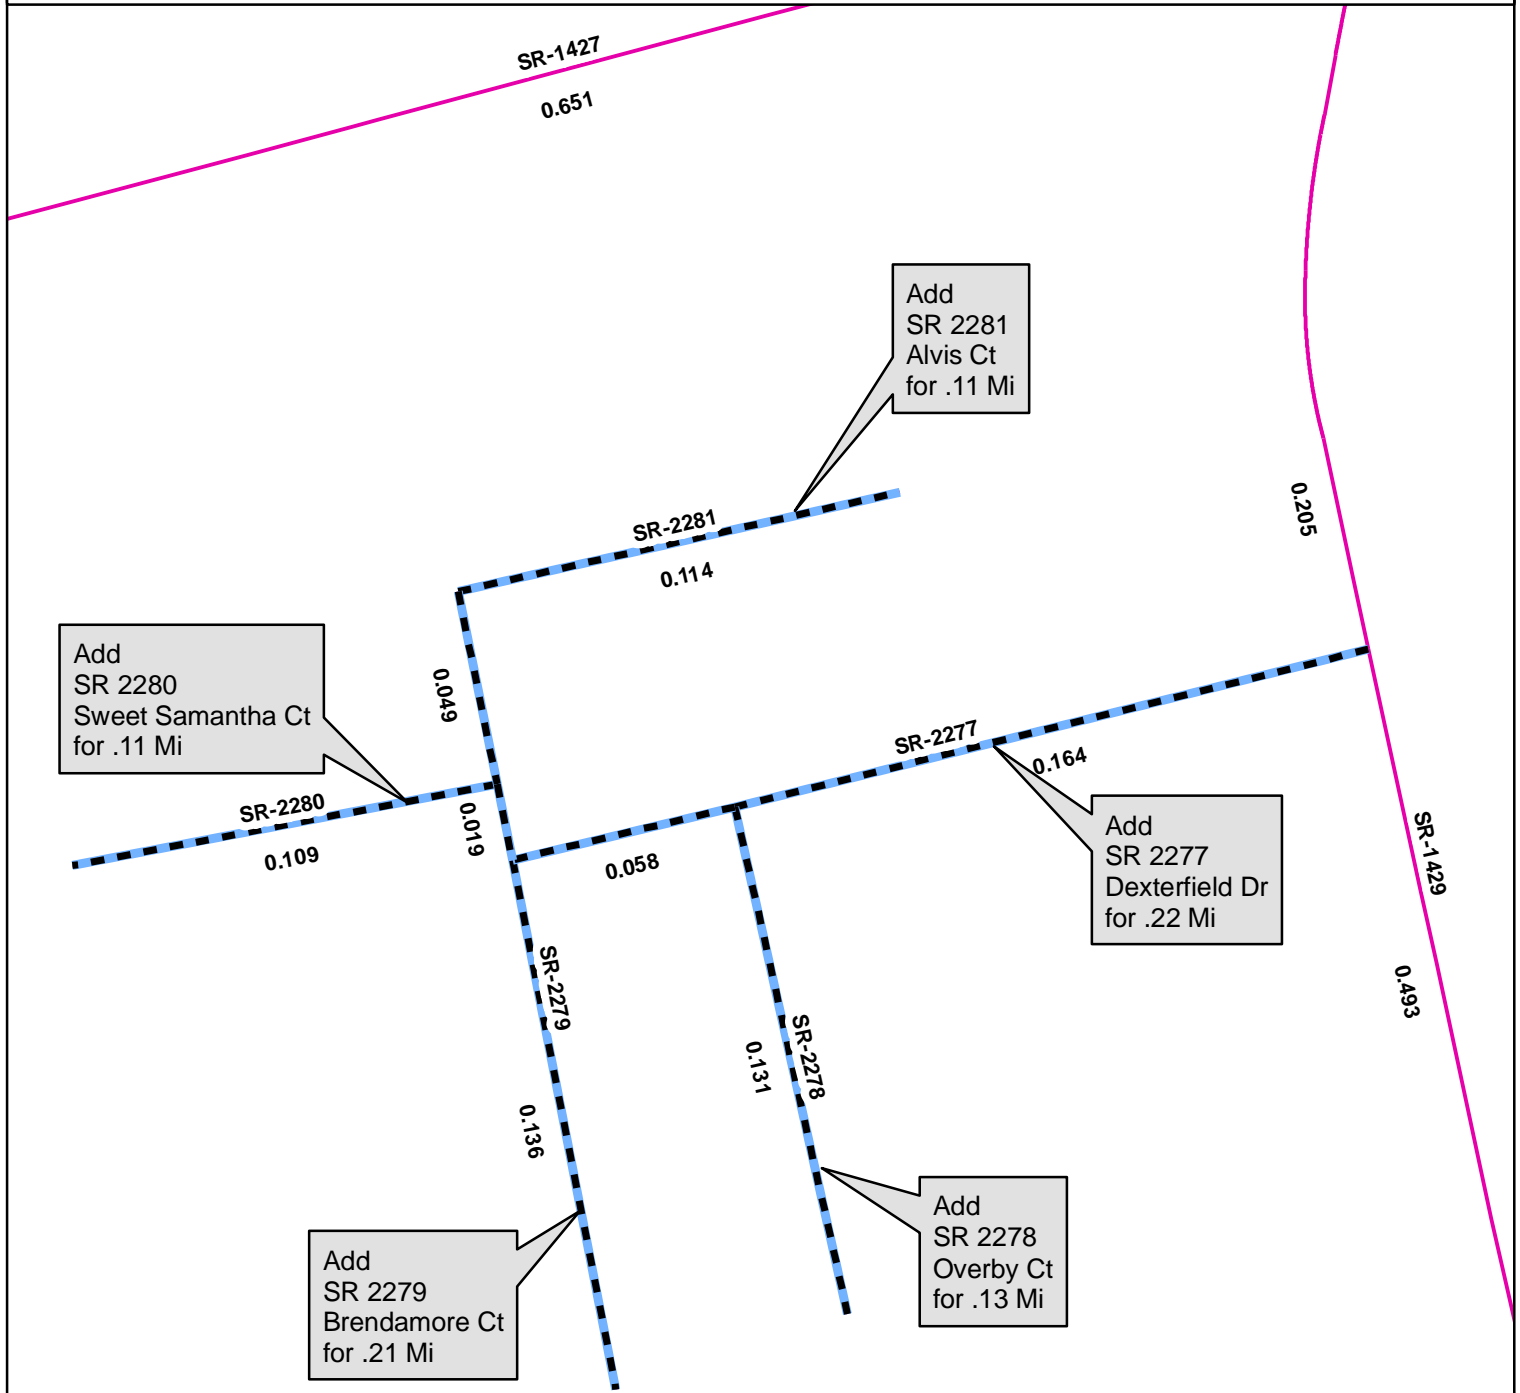 SR-1427
0.651
Add
SR 2281
Alvis Ct
for .11 Mi
0.205
SR-2281
0.114
Add
SR 2280
Sweet Samantha Ct
for .11 Mi
0.049
SR-2277
0.164
SR-2280
0.109
0.019
0.058
Add
SR 2277
Dexterfield Dr
for .22 Mi
SR-1429
0.493
SR-2279
SR-2278
0.131
0.136
Add
SR 2278
Overby Ct
for .13 Mi
Add
SR 2279
Brendamore Ct
for .21 Mi